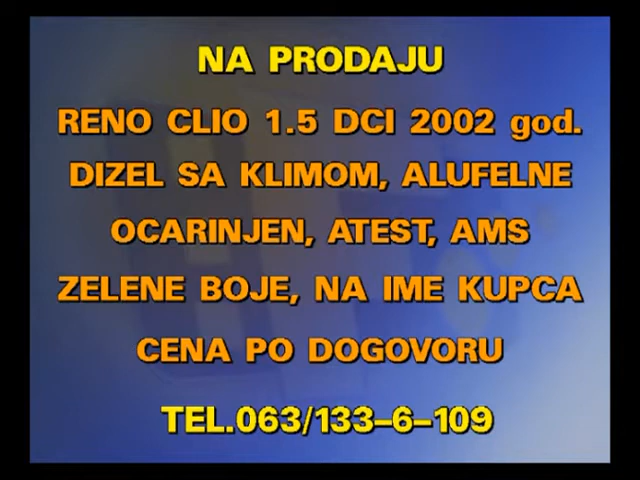 NA PRODAJU
RENO CLIO 1.5 DCI 2002 god.
DIZEL SA KLIMOM, ALUFELNE
OCARINJEN, ATEST, AMS
ZELENE BOJE, NA IME KUPCA
CENA PO DOGOVORU
TEL.063/133-6-109